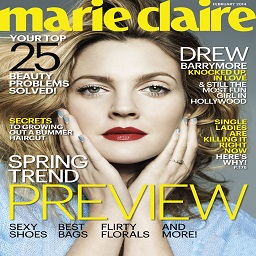 marie claire
FEBRUARY 2014
YOUR TOP
25
BEAUTY
PROBLEMS
SOLVED!
DREW
BARRYMORE
KNOCKED UP,
IN LOVE
& STILL THE
MOST FUN
GIRL IN
HOLLYWOOD
SECRETS
TO GROWING
OUT A BUMMER
HAIRCUT
SINGLE
LADIES
ARE
KILLING IT
RIGHT
NOW
HERE'S
WHY!
SPRING
TREND
PREVIEW
SEXY BEST FLIRTY AND
SHOES BAGS FLORALS MORE!